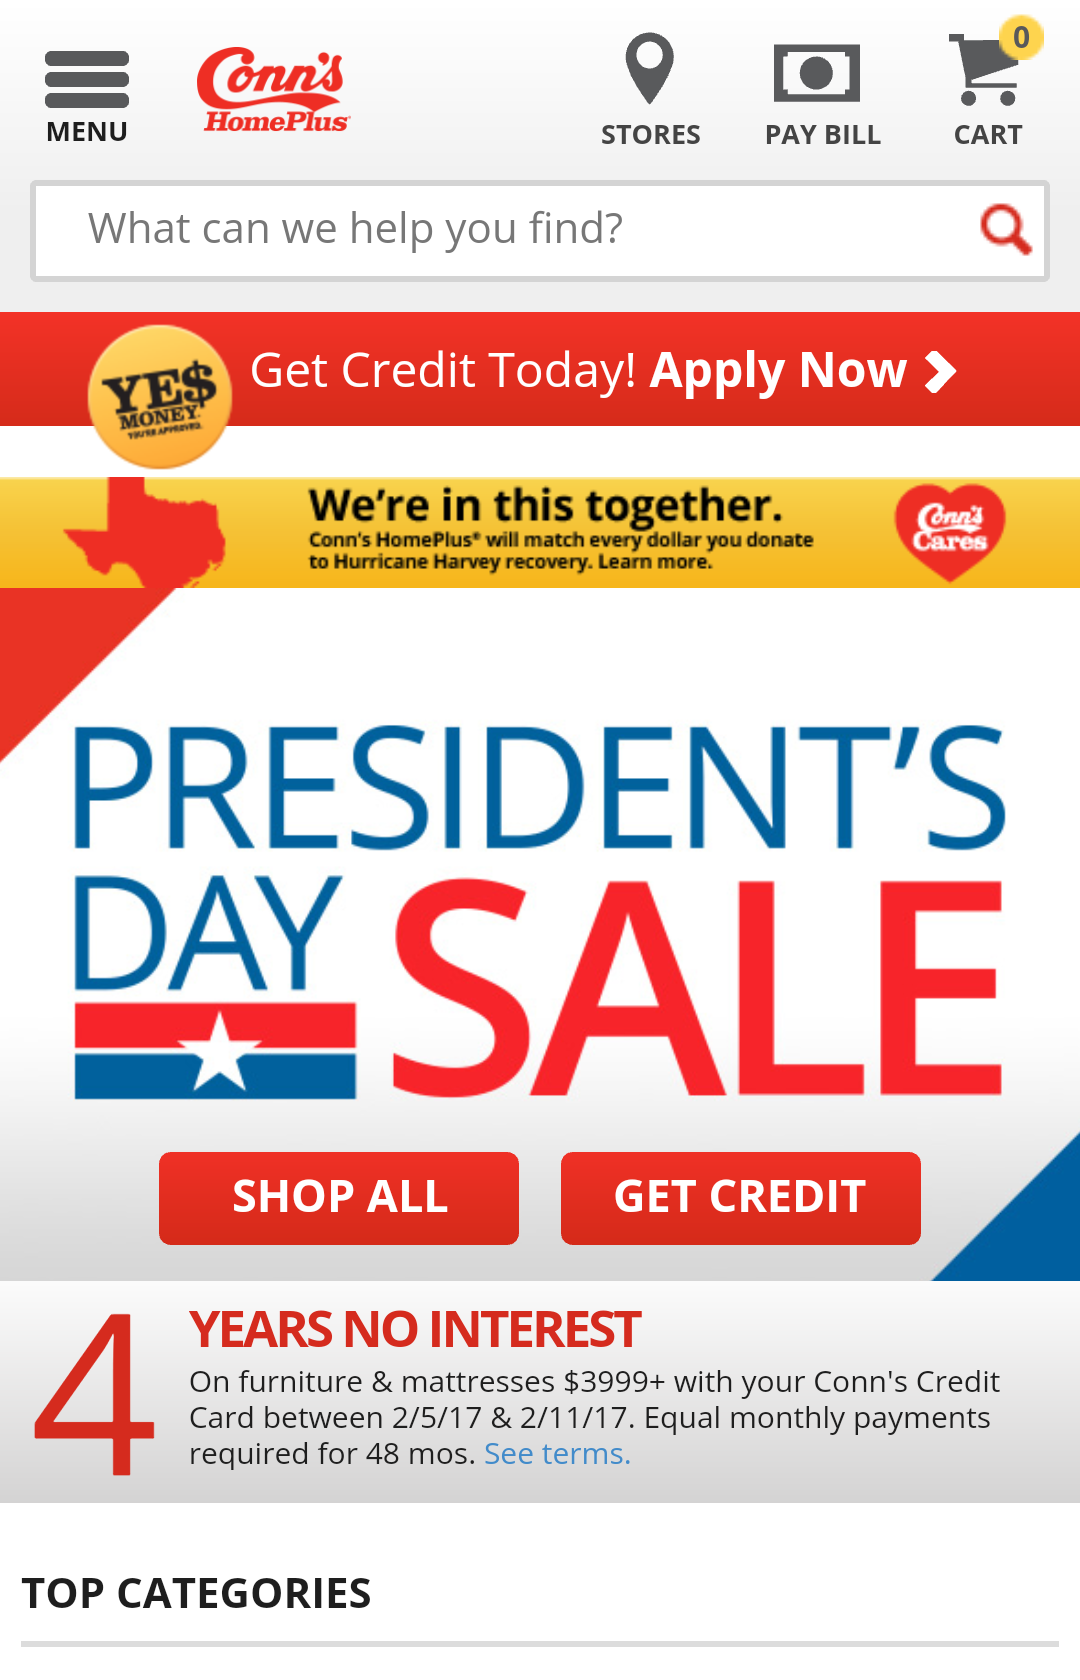 0
MENU
Conn's
HomePlus
STORES
PAY BILL
CART
What can we help you find?
YE$
MONEY
YOU'RE APPROVED.
Get Credit Today! Apply Now
We're in this together.
Conn's HomePlus® will match every dollar you donate
to Hurricane Harvey recovery. Learn more.
Conn's
Cares
PRESIDENT'S
DAY SALE
SHOP ALL
GET CREDIT
4
YEARS NO INTEREST
On furniture & mattresses $3999+ with your Conn's Credit
Card between 2/5/17 & 2/11/17. Equal monthly payments
required for 48 mos. See terms.
TOP CATEGORIES